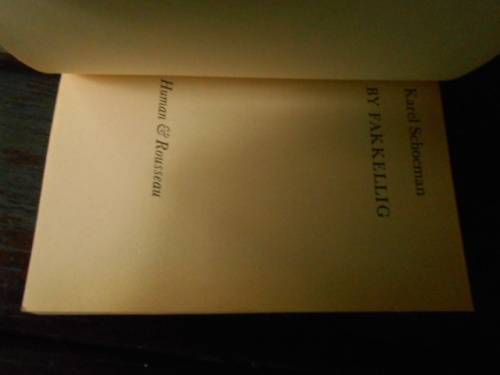 Karel Schoeman
BY FAKKELLIG
Human & Rousseau